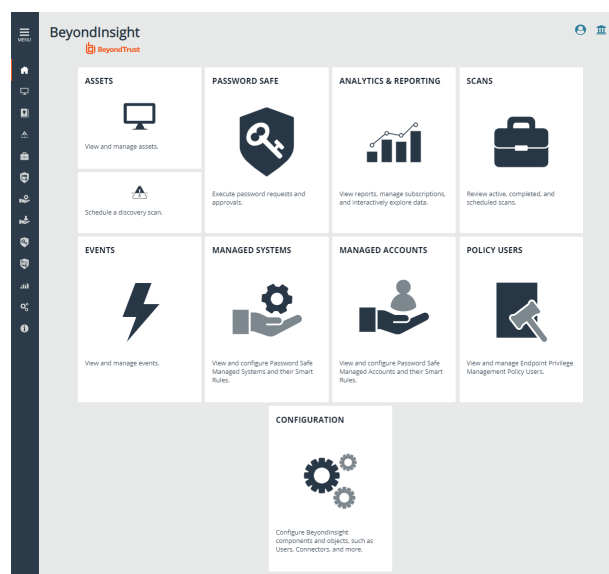 MENU
BeyondInsight
BeyondTrust
ASSETS
View and manage assets.
Schedule a discovery scan.
PASSWORD SAFE
Execute password requests and
approvals.
ANALYTICS & REPORTING
View reports, manage subscriptions,
and interactively explore data.
SCANS
Review active, completed, and
scheduled scans.
EVENTS
View and manage events.
MANAGED SYSTEMS
View and configure Password Safe
Managed Systems and their Smart
Rules.
MANAGED ACCOUNTS
View and configure Password Safe
Managed Accounts and their Smart
Rules.
POLICY USERS
View and manage Endpoint Privilege
Management Policy Users.
CONFIGURATION
Configure BeyondInsight
components and objects, such as
Users, Connectors, and more.